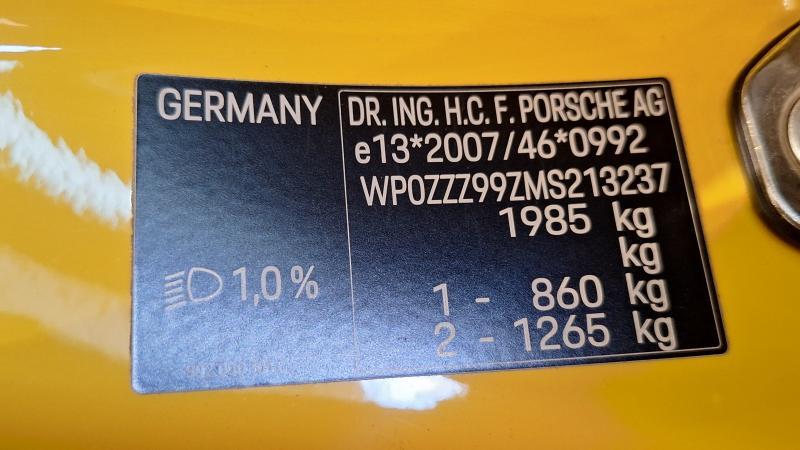 GERMANY
DR. ING. H.C. F. PORSCHE AG
e13*2007/46*0992
WP0ZZZ99ZMS213237
1985 kg
kg
1,0 %
1 - 860 kg
2 - 1265 kg